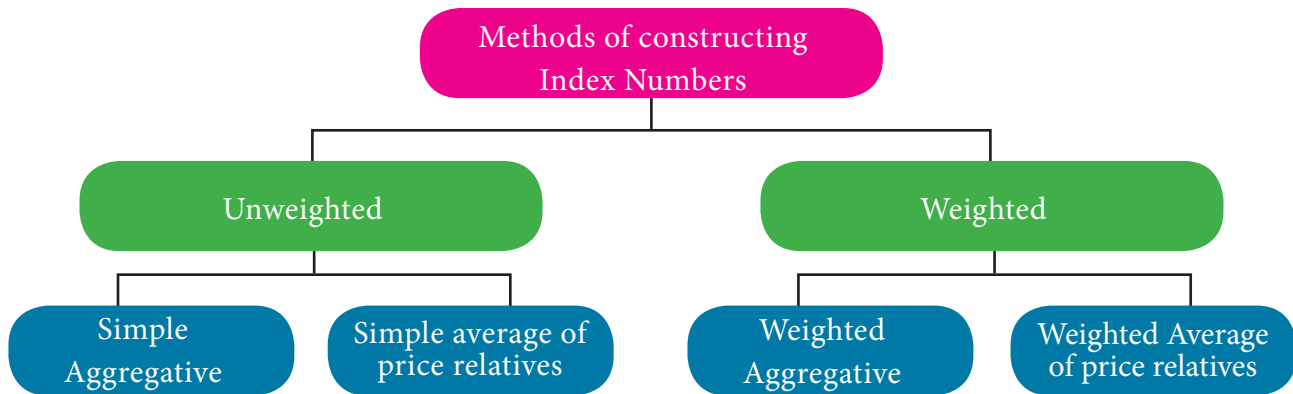 Methods of constructing
Index Numbers
Unweighted
Weighted
Simple
Aggregative
Simple average of
price relatives
Weighted
Aggregative
Weighted Average
of price relatives